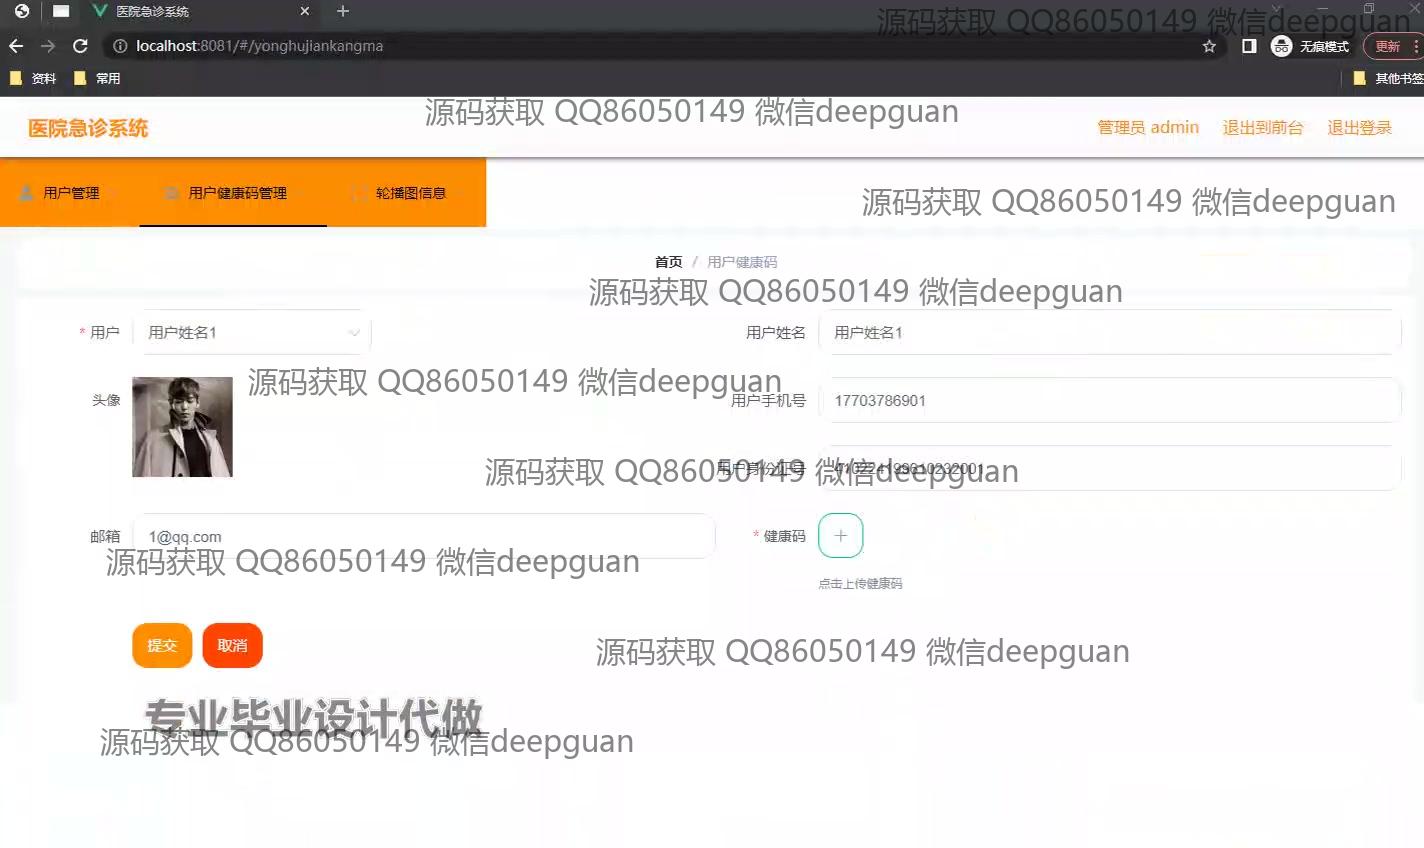 医院急诊系统
源码获取 QQ86050149 微信deepguan
localhost:8081/#/yonghujiankangma
无痕模式
更新
资料
常用
其他书签
源码获取 QQ86050149 微信deepguan
医院急诊系统
管理员 admin
退出到前台
退出登录
用户管理
用户健康码管理
轮播图信息
源码获取 QQ86050149 微信deepguan
首页 / 用户健康码
源码获取 QQ86050149 微信deepguan
* 用户 用户姓名1
用户姓名 用户姓名1
头像
源码获取 QQ86050149 微信deepguan
用户手机号 17703786901
用户身份证号 410224199610232001
源码获取 QQ86050149 微信deepguan
邮箱 1@qq.com
* 健康码
源码获取 QQ86050149 微信deepguan
点击上传健康码
提交
取消
源码获取 QQ86050149 微信deepguan
专业毕业设计代做
源码获取 QQ86050149 微信deepguan